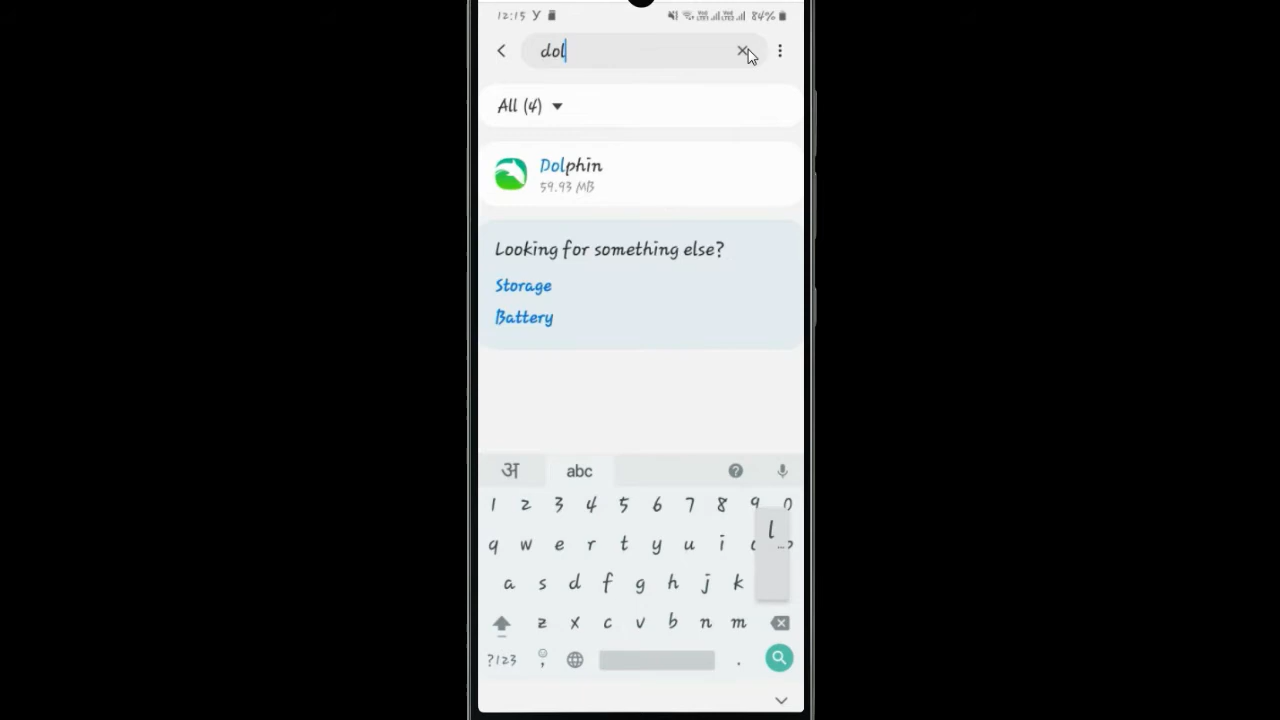 12:15 84%
dol
All (4)
Dolphin
59.93 MB
Looking for something else?
Storage
Battery
अ abc
1 2 3 4 5 6 7 8 9 0
q w e r t y u i
l
a s d f g h j k
z x c v b n m
?123 , .